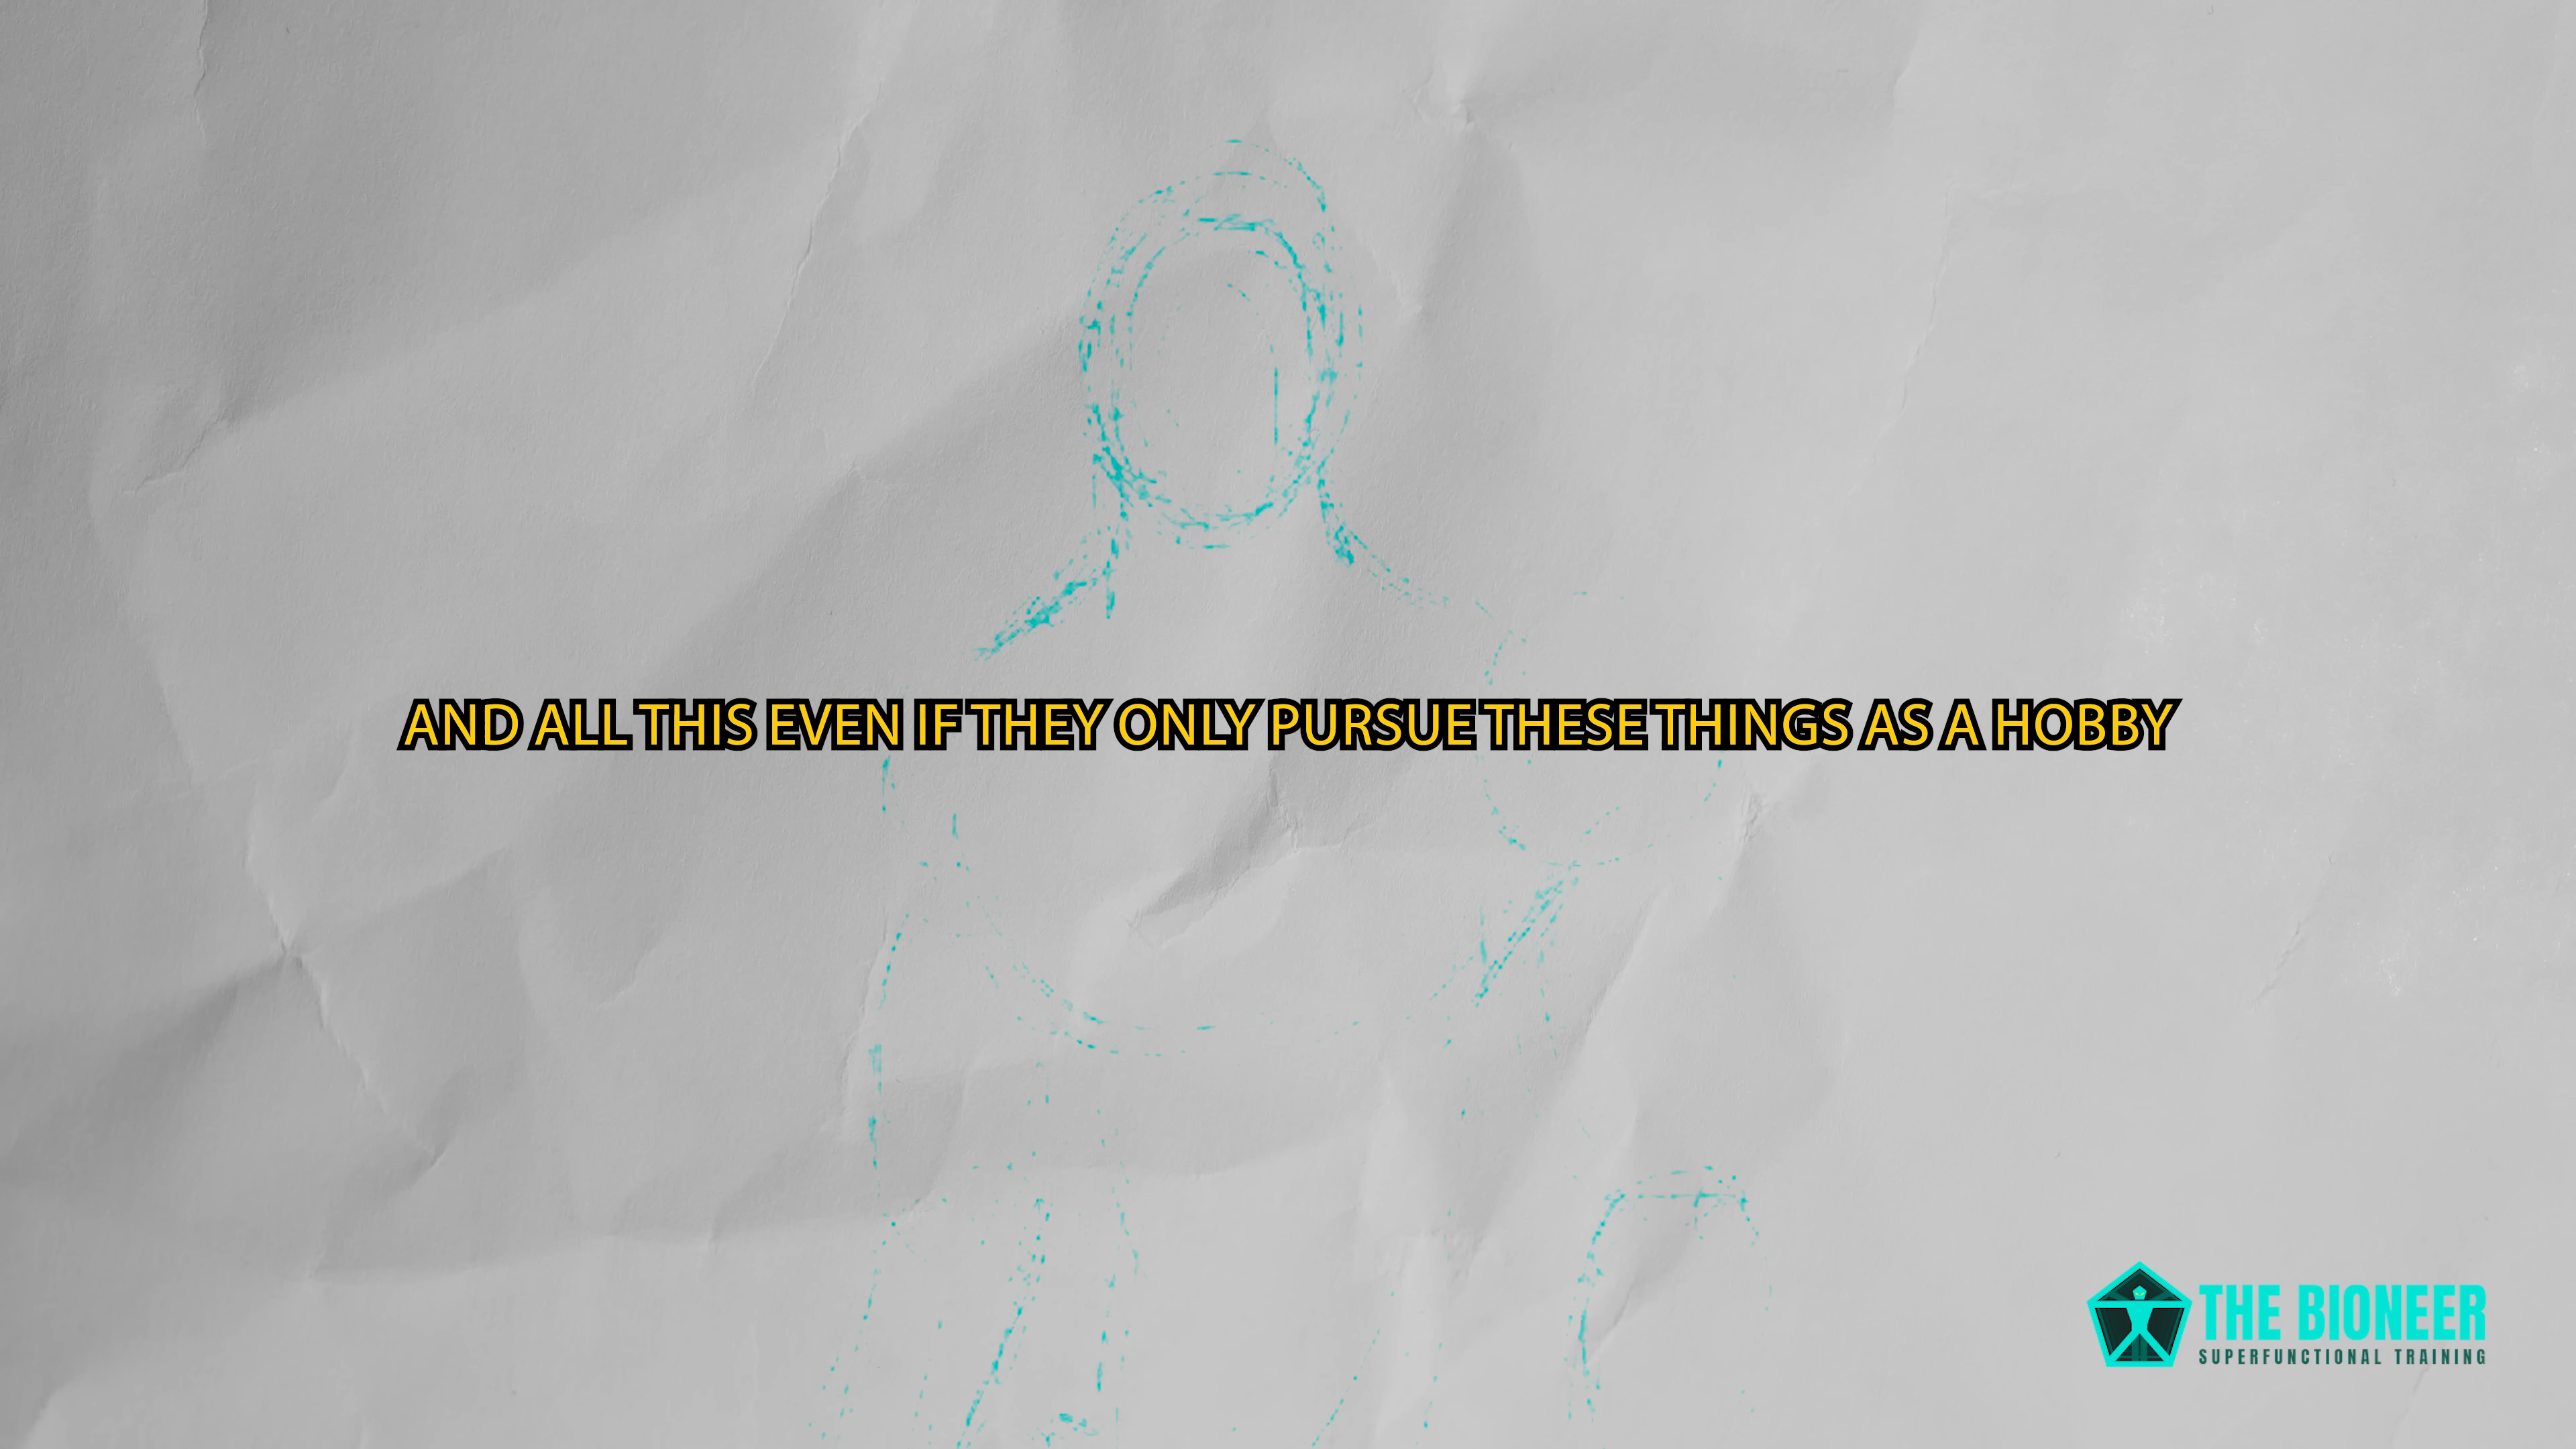 AND ALL THIS EVEN IF THEY ONLY PURSUE THESE THINGS AS A HOBBY
THE BIONEER
SUPERFUNCTIONAL TRAINING